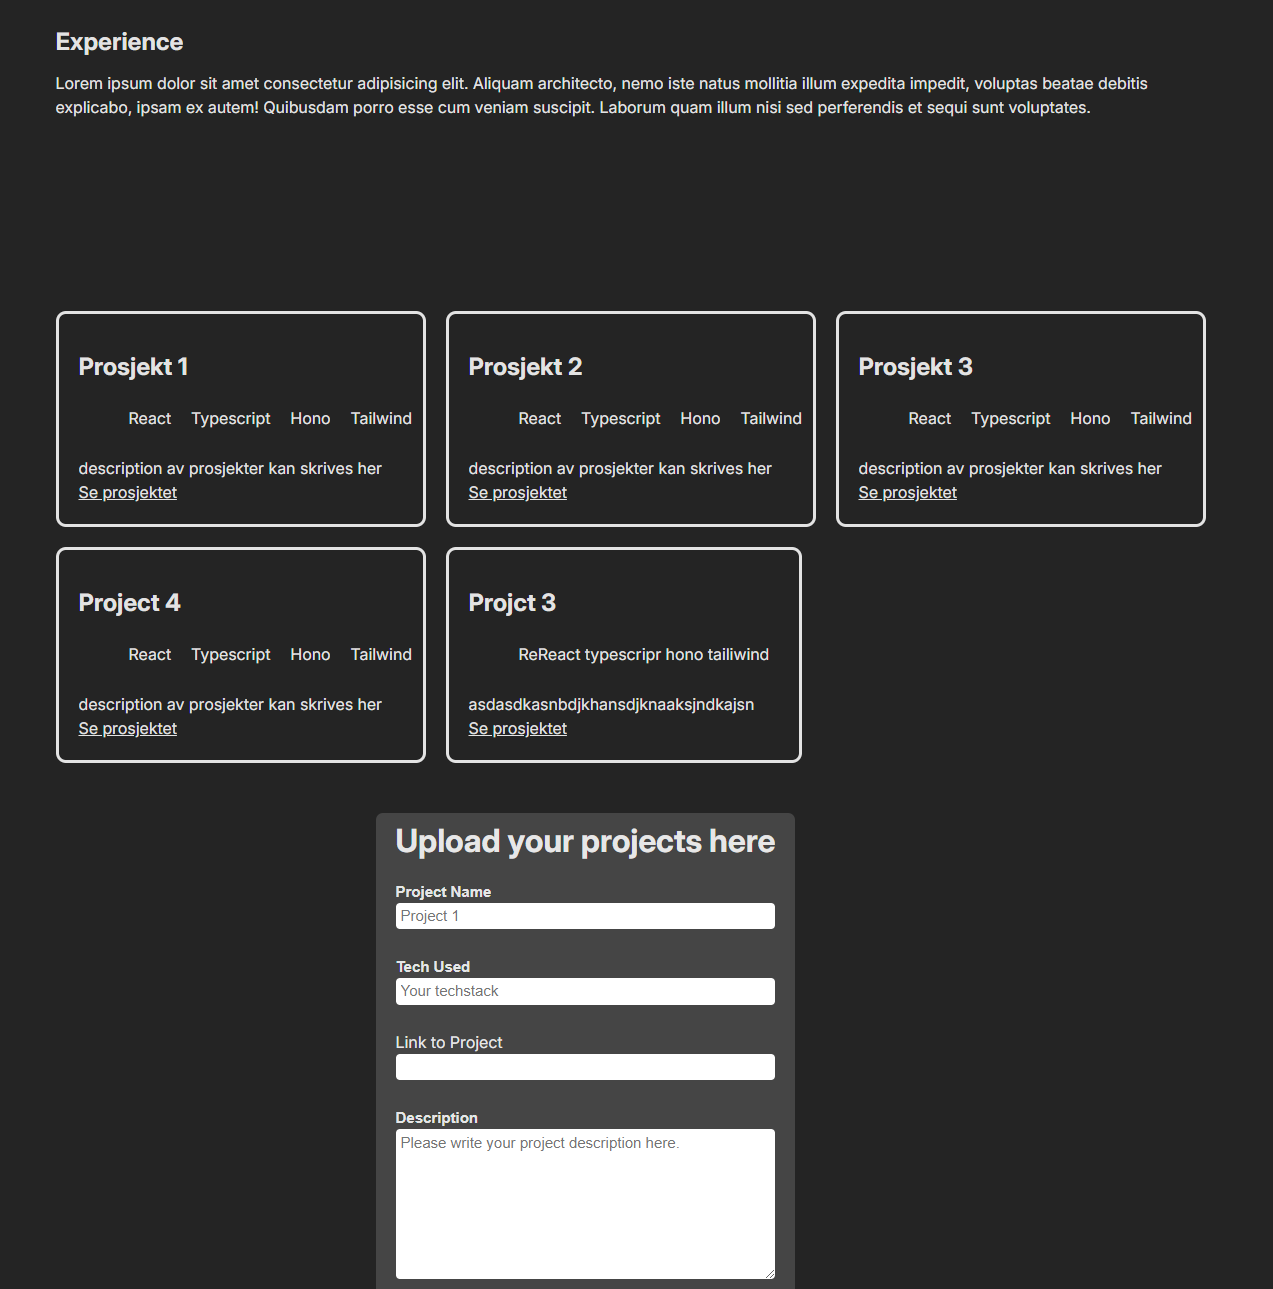 Experience
Lorem ipsum dolor sit amet consectetur adipisicing elit. Aliquam architecto, nemo iste natus mollitia illum expedita impedit, voluptas beatae debitis
explicabo, ipsam ex autem! Quibusdam porro esse cum veniam suscipit. Laborum quam illum nisi sed perferendis et sequi sunt voluptates.
Prosjekt 1
React Typescript Hono Tailwind
description av prosjekter kan skrives her
Se prosjektet
Prosjekt 2
React Typescript Hono Tailwind
description av prosjekter kan skrives her
Se prosjektet
Prosjekt 3
React Typescript Hono Tailwind
description av prosjekter kan skrives her
Se prosjektet
Project 4
React Typescript Hono Tailwind
description av prosjekter kan skrives her
Se prosjektet
Projct 3
ReReact typescripr hono tailiwind
asdasdkasnbdjkhansdjknaaksjndkajsn
Se prosjektet
Upload your projects here
Project Name
Project 1
Tech Used
Your techstack
Link to Project
Description
Please write your project description here.